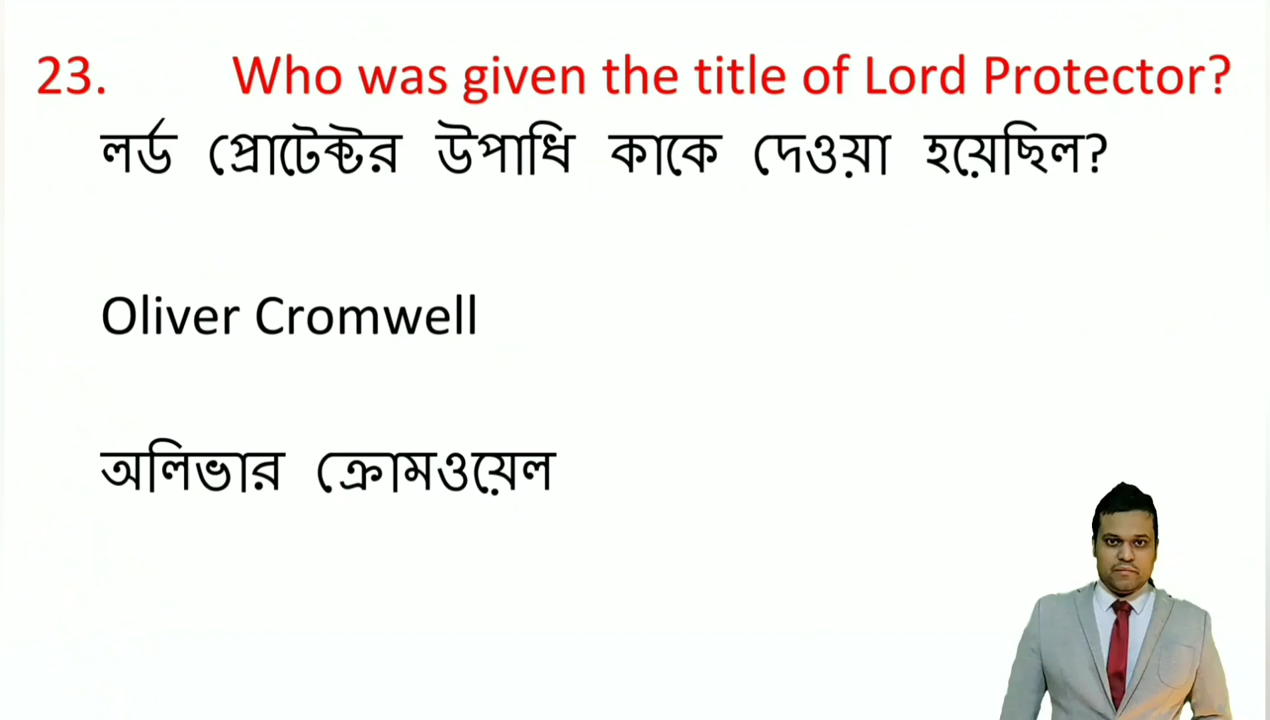 23. Who was given the title of Lord Protector?
লর্ড প্রোটেক্টর উপাধি কাকে দেওয়া হয়েছিল?
Oliver Cromwell
অলিভার ক্রোমওয়েল